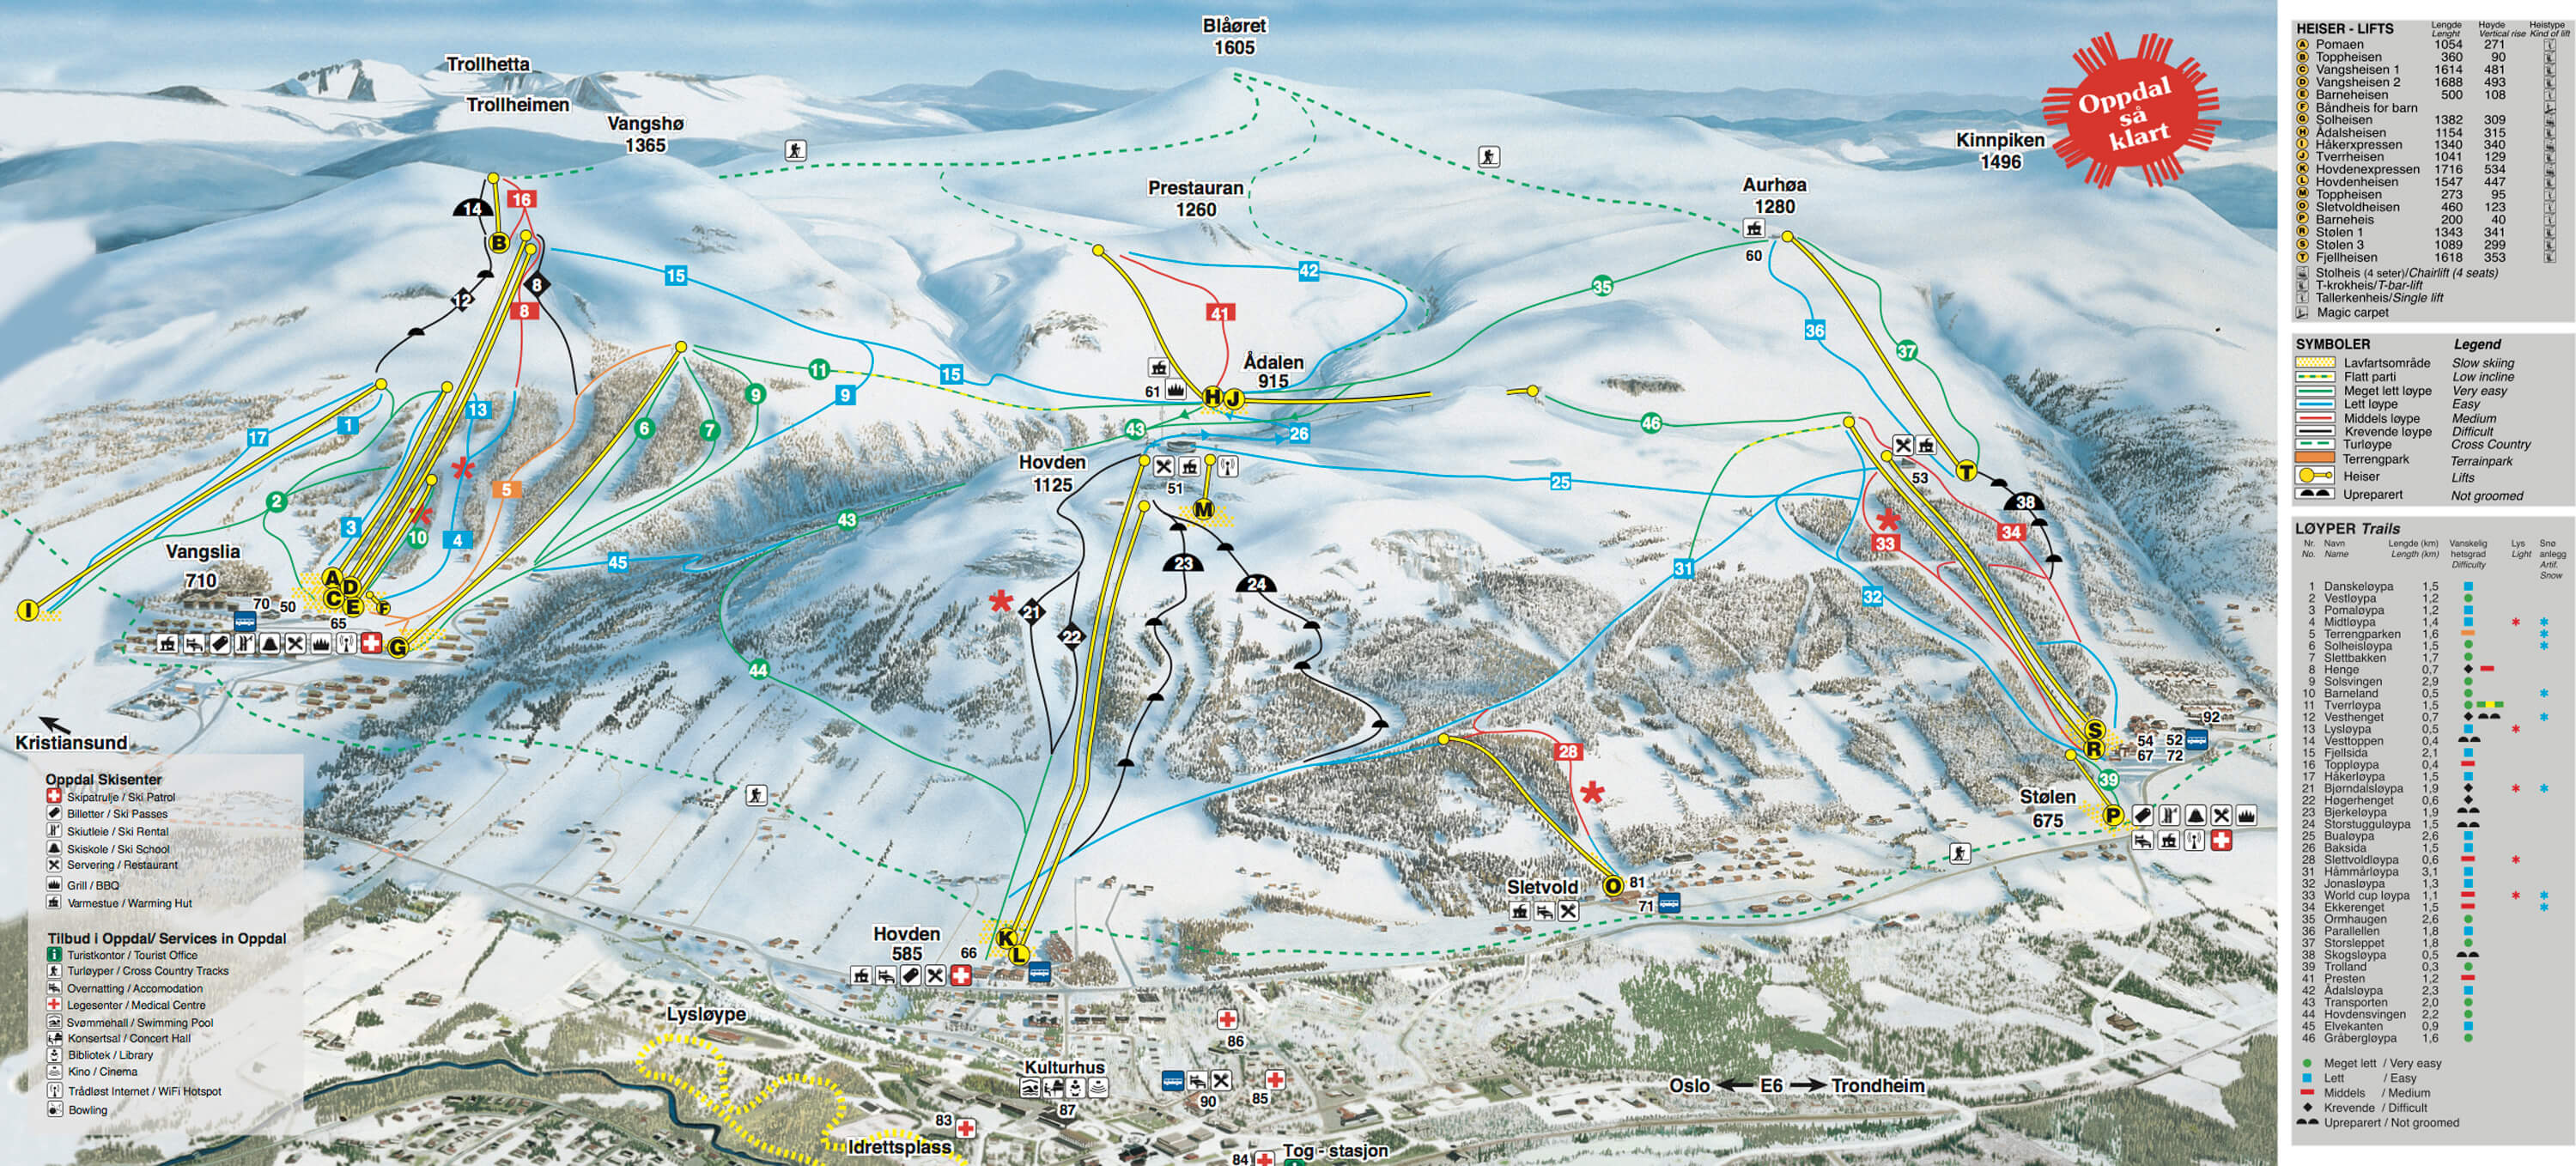 Blåøret
1605
Trollhetta
Trollheimen
Vangshø
1365
Kinnpiken
1496
Oppdal
så
klart
Prestauran
1260
Aurhøa
1280
60
14
16
B
12
8
8
15
42
35
41
36
37
11
15
9
9
Ådalen
915
61
H J
46
17
1
13
6
7
43
26
Hovden
1125
51
M
25
53
T
38
2
3
5
10
4
43
45
33
34
23
24
31
32
Vangslia
710
70 50
65
A
D
C
E
F
I
G
21
22
44
Kristiansund
28
S
R
92
54 52
67 72
39
Stølen
675
P
Sletvold
O
81
71
Hovden
585
66
K
L
Oppdal Skisenter
Skipatrulje / Ski Patrol
Billetter / Ski Passes
Skiutleie / Ski Rental
Skiskole / Ski School
Servering / Restaurant
Grill / BBQ
Varmestue / Warming Hut
Tilbud i Oppdal/ Services in Oppdal
Turistkontor / Tourist Office
Turløyper / Cross Country Tracks
Overnatting / Accomodation
Legesenter / Medical Centre
Svømmehall / Swimming Pool
Konsertsal / Concert Hall
Bibliotek / Library
Kino / Cinema
Trådløst Internet / WiFi Hotspot
Bowling
Lysløype
Kulturhus
87
86
90
85
83
Idrettsplass
84
Tog - stasjon
Oslo E6 Trondheim
HEISER - LIFTS Lengde Lenght Høyde Vertical rise Heistype Kind of lift
A Pomaen 1054 271
B Toppheisen 360 90
C Vangsheisen 1 1614 481
D Vangsheisen 2 1688 493
E Barneheisen 500 108
F Båndheis for barn
G Solheisen 1382 309
H Ådalsheisen 1154 315
I Håkerxpressen 1340 340
J Tverrheisen 1041 129
K Hovdenexpressen 1716 534
L Hovdenheisen 1547 447
M Toppheisen 273 95
O Sletvoldheisen 460 123
P Barneheis 200 40
R Stølen 1 1343 341
S Stølen 3 1089 299
T Fjellheisen 1618 353
Stolheis (4 seter)/Chairlift (4 seats)
T-krokheis/T-bar-lift
Tallerkenheis/Single lift
Magic carpet
SYMBOLER Legend
Lavfartsområde Slow skiing
Flatt parti Low incline
Meget lett løype Very easy
Lett løype Easy
Middels løype Medium
Krevende løype Difficult
Turløype Cross Country
Terrengpark Terrainpark
Heiser Lifts
Upreparert Not groomed
LØYPER Trails
Nr. Navn Lengde (km) Vanskelig Lys Snø
No. Name Length (km) hetsgrad Light anlegg
Difficulty Artif.
Snow
1 Danskeløypa 1,5
2 Vestløypa 1,2
3 Pomaløypa 1,2
4 Midtløypa 1,4
5 Terrengparken 1,6
6 Solheisløypa 1,5
7 Slettbakken 1,7
8 Henge 0,7
9 Solsvingen 2,9
10 Barneland 0,5
11 Tverrløypa 1,5
12 Vesthenget 0,7
13 Lysløypa 0,5
14 Vesttoppen 0,4
15 Fjellsida 2,1
16 Toppløypa 0,4
17 Håkerløypa 1,5
21 Bjørndalsløypa 1,9
22 Høgerhenget 0,6
23 Bjerkeløypa 1,9
24 Storstugguløypa 1,5
25 Bualøypa 2,6
26 Baksida 1,5
28 Slettvoldløypa 0,6
31 Håmmårløypa 3,1
32 Jonasløypa 1,3
33 World cup løypa 1,1
34 Ekkerenget 1,5
35 Ormhaugen 2,6
36 Parallellen 1,8
37 Storsleppet 1,8
38 Skogsløypa 0,5
39 Trolland 0,3
41 Presten 1,2
42 Ådalsløypa 2,3
43 Transporten 2,0
44 Hovdensvingen 2,2
45 Elvekanten 0,9
46 Gråbergløypa 1,6
Meget lett / Very easy
Lett / Easy
Middels / Medium
Krevende / Difficult
Upreparert / Not groomed